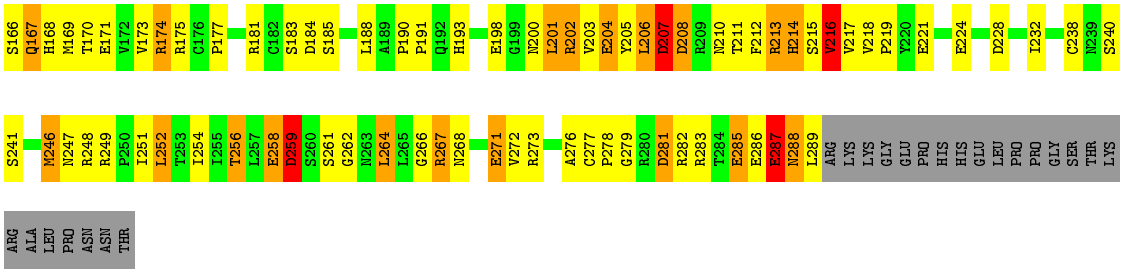 S166 Q167 H168 M169 T170 E171 V172 V173 R174 R175 C176 P177 R181 C182 S183 D184 S185 L188 A189 P190 P191 Q192 H193 E198 G199 N200 L201 R202 V203 E204 Y205 L206 D207 D208 R209 N210 T211 F212 R213 H214 S215 V216 V217 V218 P219 Y220 E221 E224 D228 I232 C238 N239 S240
S241 M246 N247 R248 R249 P250 I251 L252 T253 I254 I255 T256 L257 E258 D259 S260 S261 G262 N263 L264 L265 G266 R267 N268 E271 V272 R273 A276 C277 P278 G279 R280 D281 R282 R283 T284 E285 E286 E287 N288 L289 ARG LYS LYS GLY GLU PRO HIS HIS GLU LEU PRO PRO GLY SER THR LYS
ARG ALA LEU PRO ASN ASN THR